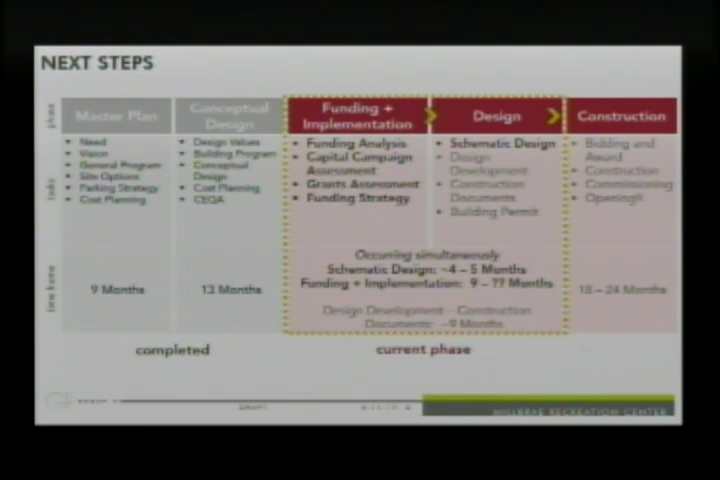 NEXT STEPS
phase
Master Plan
Conceptual
Design
Funding +
Implementation
Design
Construction
tasks
• Need
• Vision
• General Program
• Site Options
• Parking Strategy
• Cost Planning
• Design Values
• Building Program
• Conceptual
Design
• Cost Planning
• CEQA
• Funding Analysis
• Capital Campaign
Assessment
• Grants Assessment
• Funding Strategy
• Schematic Design
• Design
Development
• Construction
Documents
• Building Permit
• Bidding and
Award
• Construction
• Commissioning
• Opening!!
time frame
9 Months
13 Months
Occurring simultaneously
Schematic Design: ~4 – 5 Months
Funding + Implementation: 9 – ?? Months
Design Development – Construction
Documents: ~9 Months
18 – 24 Months
completed
current phase
DRAFT
MILLBRAE RECREATION CENTER